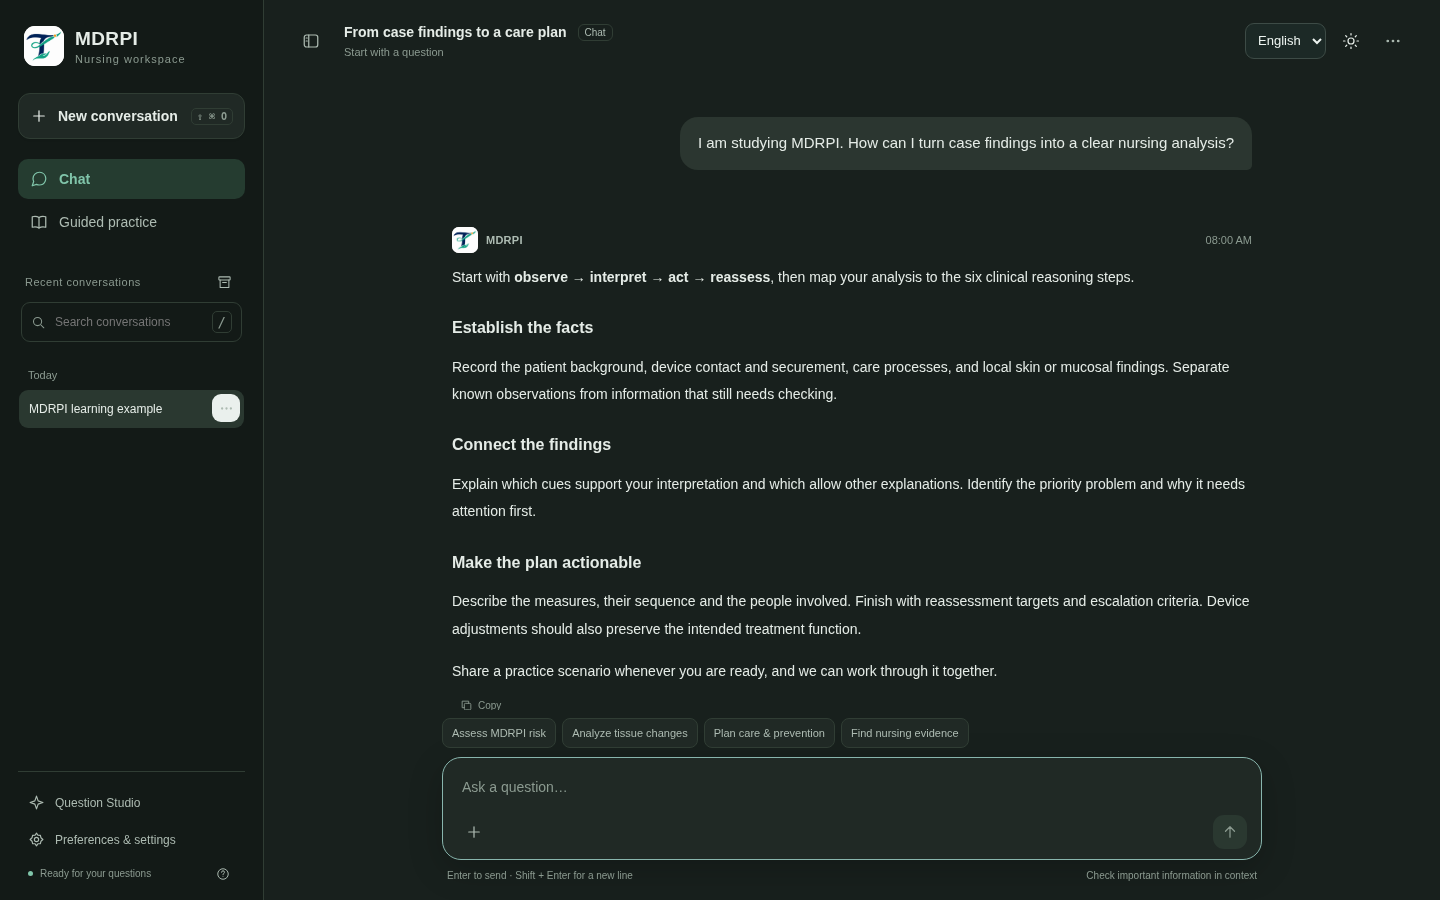 MDRPI
Nursing workspace
New conversation ⇧ ⌘ O
Chat
Guided practice
Recent conversations
Search conversations /
Today
MDRPI learning example
Question Studio
Preferences & settings
Ready for your questions
From case findings to a care plan Chat
Start with a question
English
I am studying MDRPI. How can I turn case findings into a clear nursing analysis?
MDRPI 08:00 AM
Start with observe → interpret → act → reassess, then map your analysis to the six clinical reasoning steps.
Establish the facts
Record the patient background, device contact and securement, care processes, and local skin or mucosal findings. Separate
known observations from information that still needs checking.
Connect the findings
Explain which cues support your interpretation and which allow other explanations. Identify the priority problem and why it needs
attention first.
Make the plan actionable
Describe the measures, their sequence and the people involved. Finish with reassessment targets and escalation criteria. Device
adjustments should also preserve the intended treatment function.
Share a practice scenario whenever you are ready, and we can work through it together.
Copy
Assess MDRPI risk
Analyze tissue changes
Plan care & prevention
Find nursing evidence
Ask a question…
Enter to send · Shift + Enter for a new line
Check important information in context